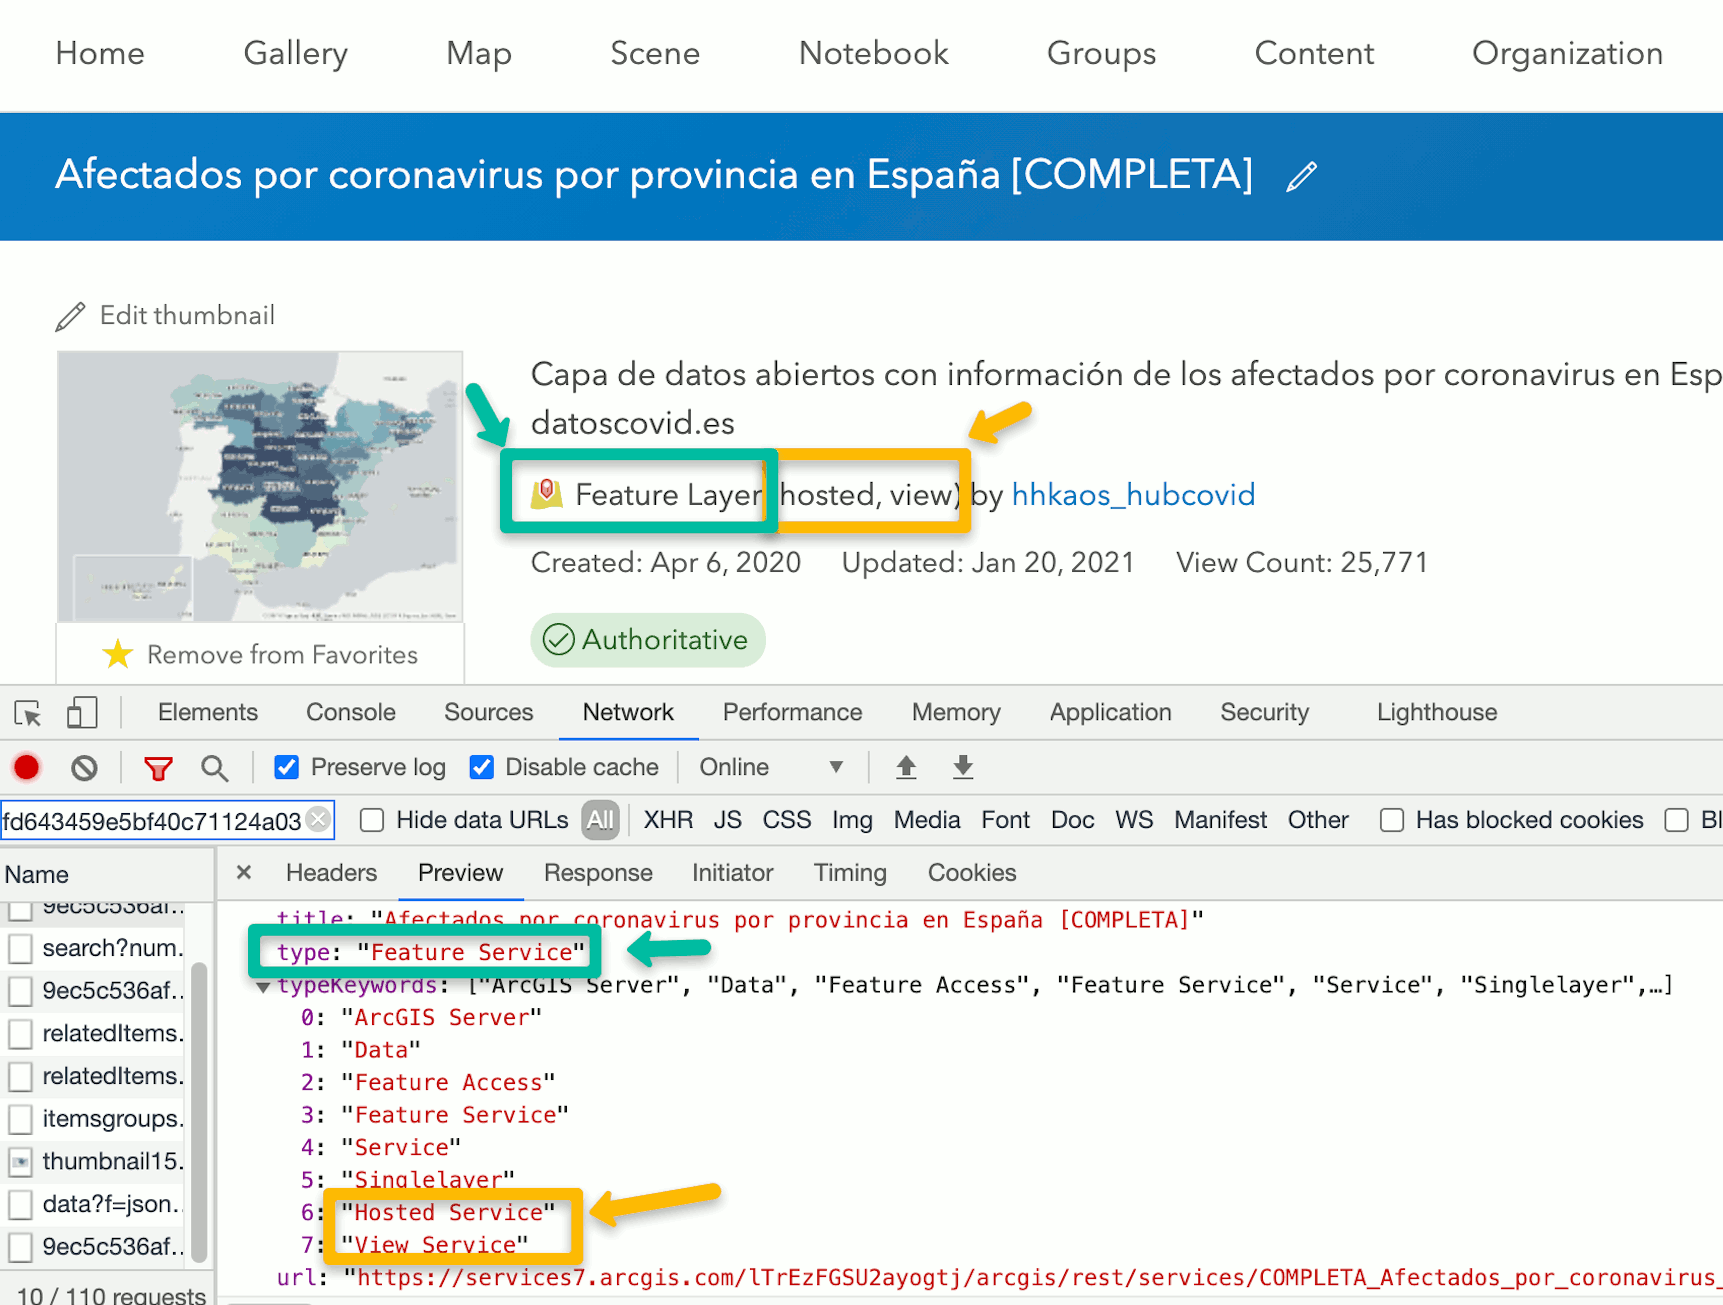 Home Gallery Map Scene Notebook Groups Content Organization
Afectados por coronavirus por provincia en España [COMPLETA]
Edit thumbnail
Capa de datos abiertos con información de los afectados por coronavirus en Esp
datoscovid.es
Feature Layer hosted, view) by hhkaos_hubcovid
Created: Apr 6, 2020 Updated: Jan 20, 2021 View Count: 25,771
Authoritative
Remove from Favorites
Elements Console Sources Network Performance Memory Application Security Lighthouse
Preserve log Disable cache Online
fd643459e5bf40c71124a03 Hide data URLs All XHR JS CSS Img Media Font Doc WS Manifest Other Has blocked cookies Bl
Name
Headers Preview Response Initiator Timing Cookies
9ec5c536af..
search?num.
9ec5c536af..
relatedItems.
relatedItems.
itemsgroups.
thumbnail15.
data?f=json.
9ec5c536af..
10 / 110 requests
title: "Afectados por coronavirus por provincia en España [COMPLETA]"
type: "Feature Service"
typeKeywords: ["ArcGIS Server", "Data", "Feature Access", "Feature Service", "Service", "Singlelayer",…]
0: "ArcGIS Server"
1: "Data"
2: "Feature Access"
3: "Feature Service"
4: "Service"
5: "Singlelayer"
6: "Hosted Service"
7: "View Service"
url: "https://services7.arcgis.com/lTrEzFGSU2ayogtj/arcgis/rest/services/COMPLETA_Afectados_por_coronavirus_